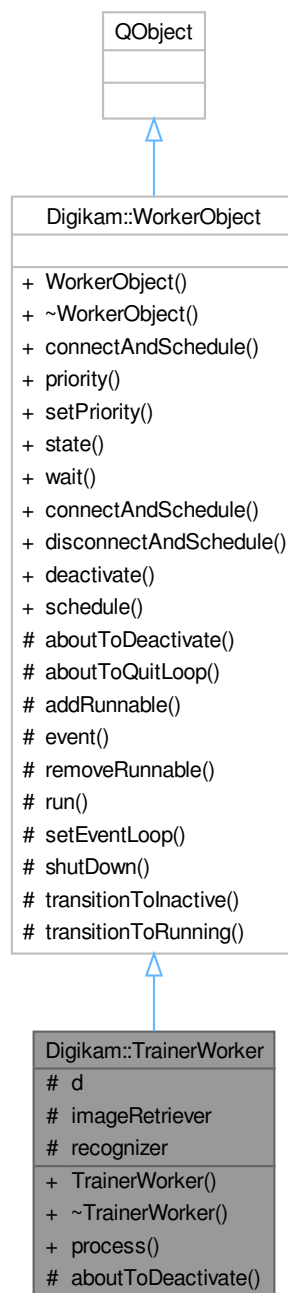 QObject
Digikam::WorkerObject
+ WorkerObject()
+ ~WorkerObject()
+ connectAndSchedule()
+ priority()
+ setPriority()
+ state()
+ wait()
+ connectAndSchedule()
+ disconnectAndSchedule()
+ deactivate()
+ schedule()
# aboutToDeactivate()
# aboutToQuitLoop()
# addRunnable()
# event()
# removeRunnable()
# run()
# setEventLoop()
# shutDown()
# transitionToInactive()
# transitionToRunning()
Digikam::TrainerWorker
# d
# imageRetriever
# recognizer
+ TrainerWorker()
+ ~TrainerWorker()
+ process()
# aboutToDeactivate()